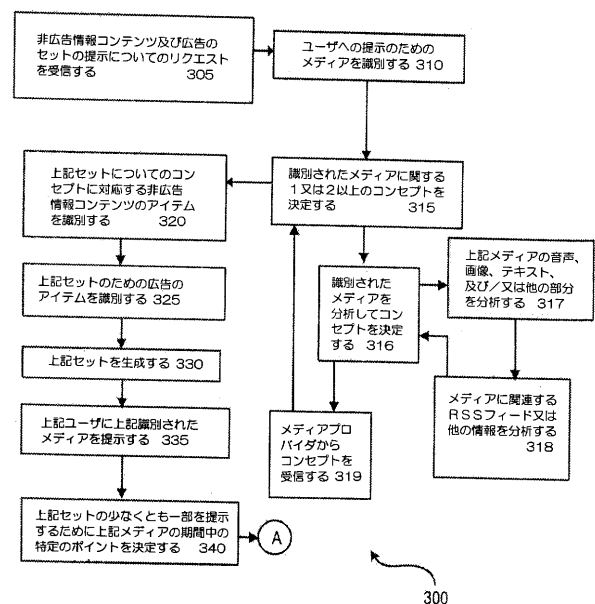 非広告情報コンテンツ及び広告の
セットの提示についてのリクエスト
を受信する 305
ユーザへの提示のための
メディアを識別する 310
上記セットについてのコン
セプトに対応する非広告
情報コンテンツのアイテム
を識別する 320
識別されたメディアに関する
1又は2以上のコンセプトを
決定する 315
上記セットのための広告の
アイテムを識別する 325
識別された
メディアを
分析してコン
セプトを決定
する 316
上記メディアの音声、
画像、テキスト、
及び/又は他の部分
を分析する 317
上記セットを生成する 330
上記ユーザに上記識別された
メディアを提示する 335
メディアプロ
バイダから
コンセプトを
受信する 319
メディアに関連する
RSSフィード又は
他の情報を分析する
318
上記セットの少なくとも一部を提示
するために上記メディアの期間中の
特定のポイントを決定する 340
A
300